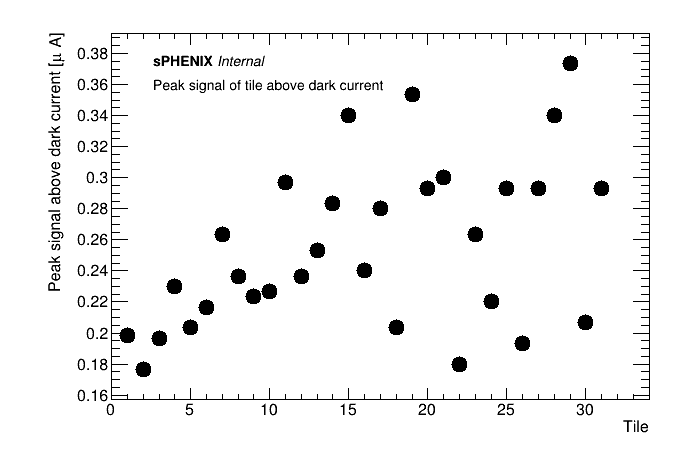 sPHENIX Internal
Peak signal of tile above dark current
Peak signal above dark current [μ A]
0.38
0.36
0.34
0.32
0.3
0.28
0.26
0.24
0.22
0.2
0.18
0.16
0 5 10 15 20 25 30
Tile